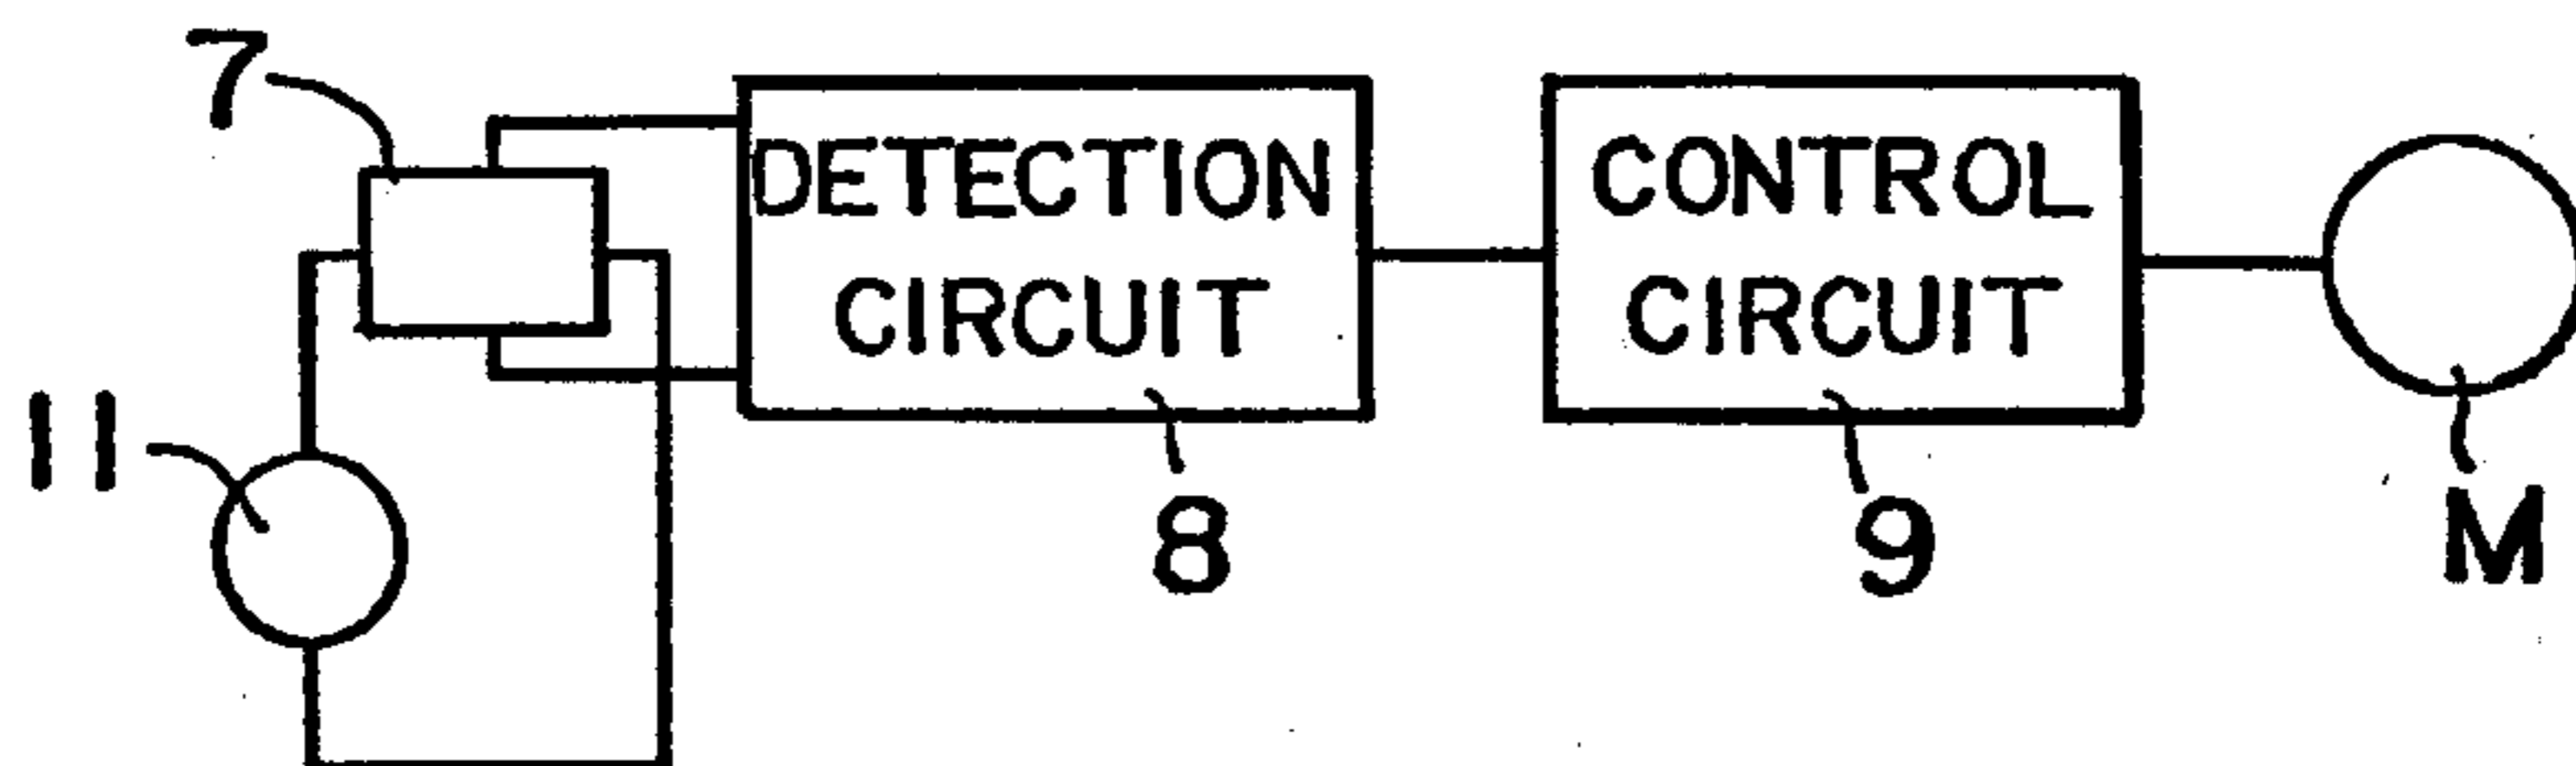 7
DETECTION
CIRCUIT
CONTROL
CIRCUIT
11
8
9
M